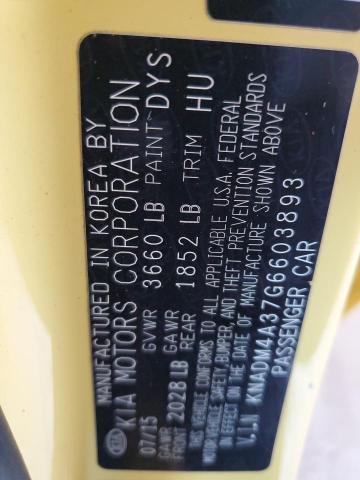 MANUFACTURED IN KOREA BY
KIA KIA MOTORS CORPORATION
07/15 GVWR 3660 LB PAINT DYS
GAWR FRONT 2028 LB GAWR REAR 1852 LB TRIM HU
THIS VEHICLE CONFORMS TO ALL APPLICABLE U.S.A. FEDERAL
MOTOR VEHICLE SAFETY, BUMPER, AND THEFT PREVENTION STANDARDS
IN EFFECT ON THE DATE OF MANUFACTURE SHOWN ABOVE
V.I.N KNADM4A37G6603893
PASSENGER CAR